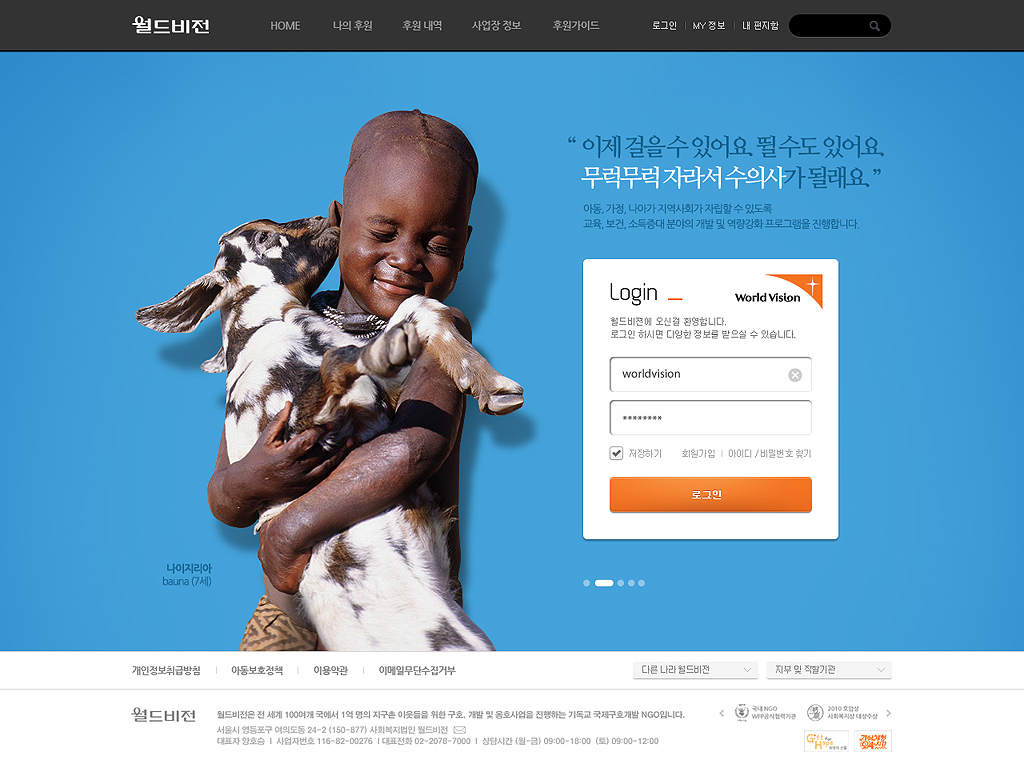 월드비전
HOME 나의 후원 후원 내역 사업장 정보 후원가이드
로그인 MY 정보 내 편지함
“ 이제 걸을 수 있어요. 뛸 수도 있어요.
무럭무럭 자라서 수의사가 될래요. ”
아동, 가정, 나아가 지역사회가 자립할 수 있도록
교육, 보건, 소득증대 분야의 개발 및 역량강화 프로그램을 진행합니다.
Login
World Vision
월드비젼에 오신걸 환영합니다.
로그인 하시면 다양한 정보를 받으실 수 있습니다.
worldvision
********
저장하기 회원가입 | 아이디 / 비밀번호 찾기
로그인
나이지리아
bauna (7세)
개인정보취급방침 아동보호정책 이용약관 이메일무단수집거부
다른 나라 월드비전 지부 및 직할기관
월드비전
월드비전은 전 세계 100여개 국에서 1억 명의 지구촌 이웃들을 위한 구호, 개발 및 옹호사업을 진행하는 기독교 국제구호개발 NGO입니다.
서울시 영등포구 여의도동 24-2 (150-877) 사회복지법인 월드비전
대표자 양호승 | 사업자번호 116-82-00276 | 대표전화 02-2078-7000 | 상담시간 (월-금) 09:00-18:00 (토) 09:00-12:00
국내 NGO
WFP공식협력기관
2010 호암상
사회복지상 대상수상
Gift for
Hope